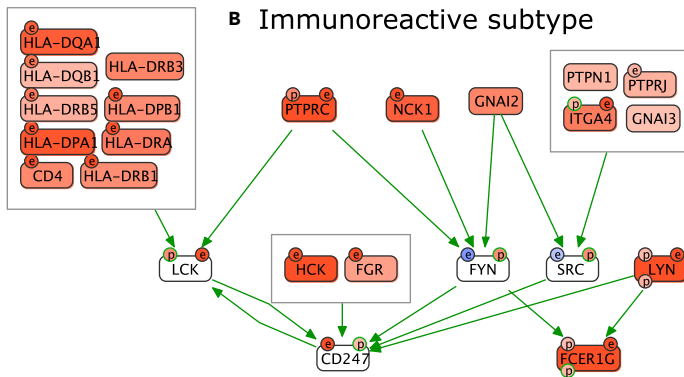 B Immunoreactive subtype
e
HLA-DQA1
e
HLA-DQB1
HLA-DRB3
e
HLA-DRB5
e
HLA-DPB1
e
HLA-DPA1
e
HLA-DRA
e
CD4
e
HLA-DRB1
p e
PTPRC
e
NCK1
GNAI2
PTPN1
e
PTPRJ
p e
ITGA4
GNAI3
p e
LCK
e
HCK
e
FGR
e p
FYN
e p
SRC
p e
LYN
p
e p
CD247
p e
FCER1G
p